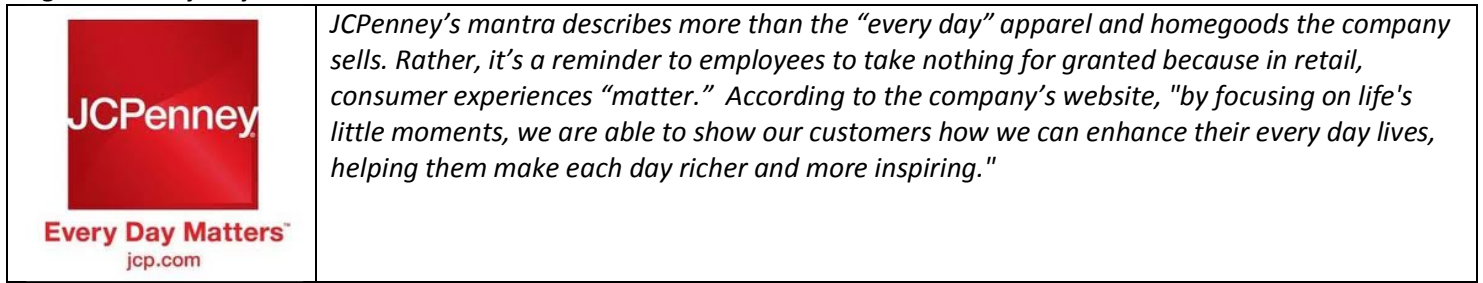 JCPenney
Every Day Matters™
jcp.com
JCPenney’s mantra describes more than the “every day” apparel and homegoods the company
sells. Rather, it’s a reminder to employees to take nothing for granted because in retail,
consumer experiences “matter.”  According to the company’s website, "by focusing on life's
little moments, we are able to show our customers how we can enhance their every day lives,
helping them make each day richer and more inspiring."